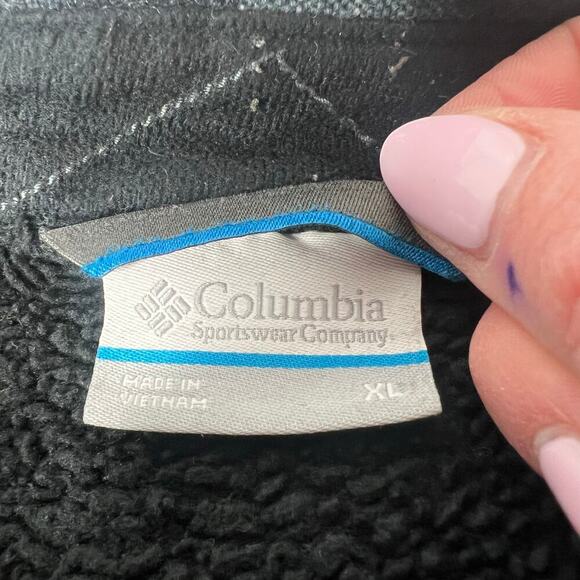 Columbia
Sportswear Company
MADE IN
VIETNAM
XL